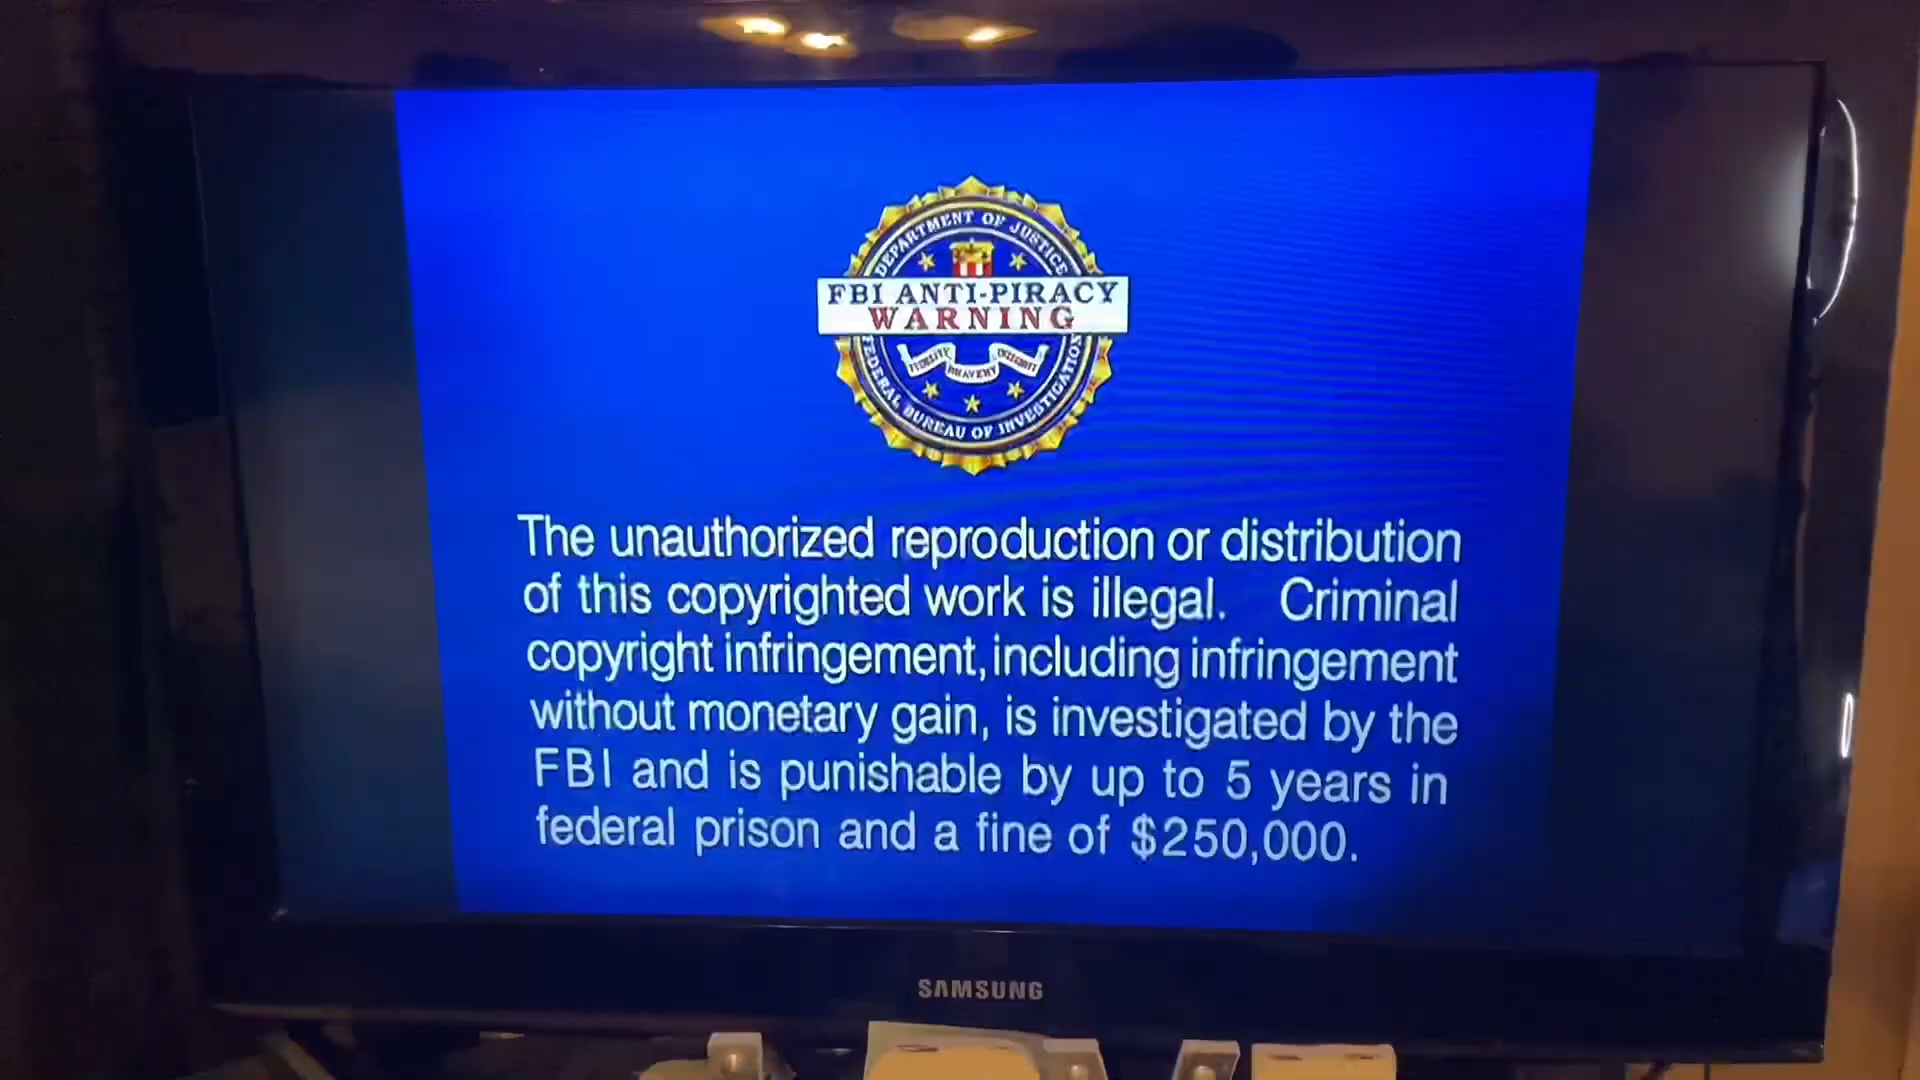 DEPARTMENT OF JUSTICE
FBI ANTI-PIRACY
WARNING
FIDELITY BRAVERY INTEGRITY
FEDERAL BUREAU OF INVESTIGATION
The unauthorized reproduction or distribution
of this copyrighted work is illegal. Criminal
copyright infringement, including infringement
without monetary gain, is investigated by the
FBI and is punishable by up to 5 years in
federal prison and a fine of $250,000.
SAMSUNG